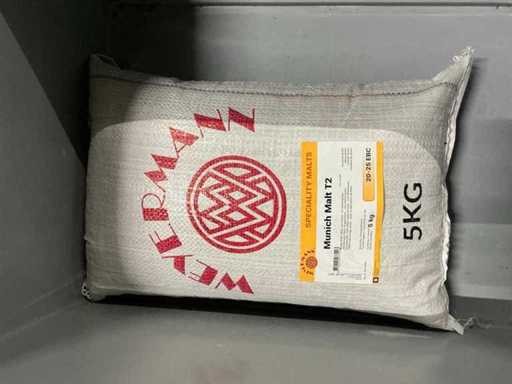 WEYERMANN
SPECIALITY MALTS
Munich Malt T2
20-25 EBC
5 kg
5KG